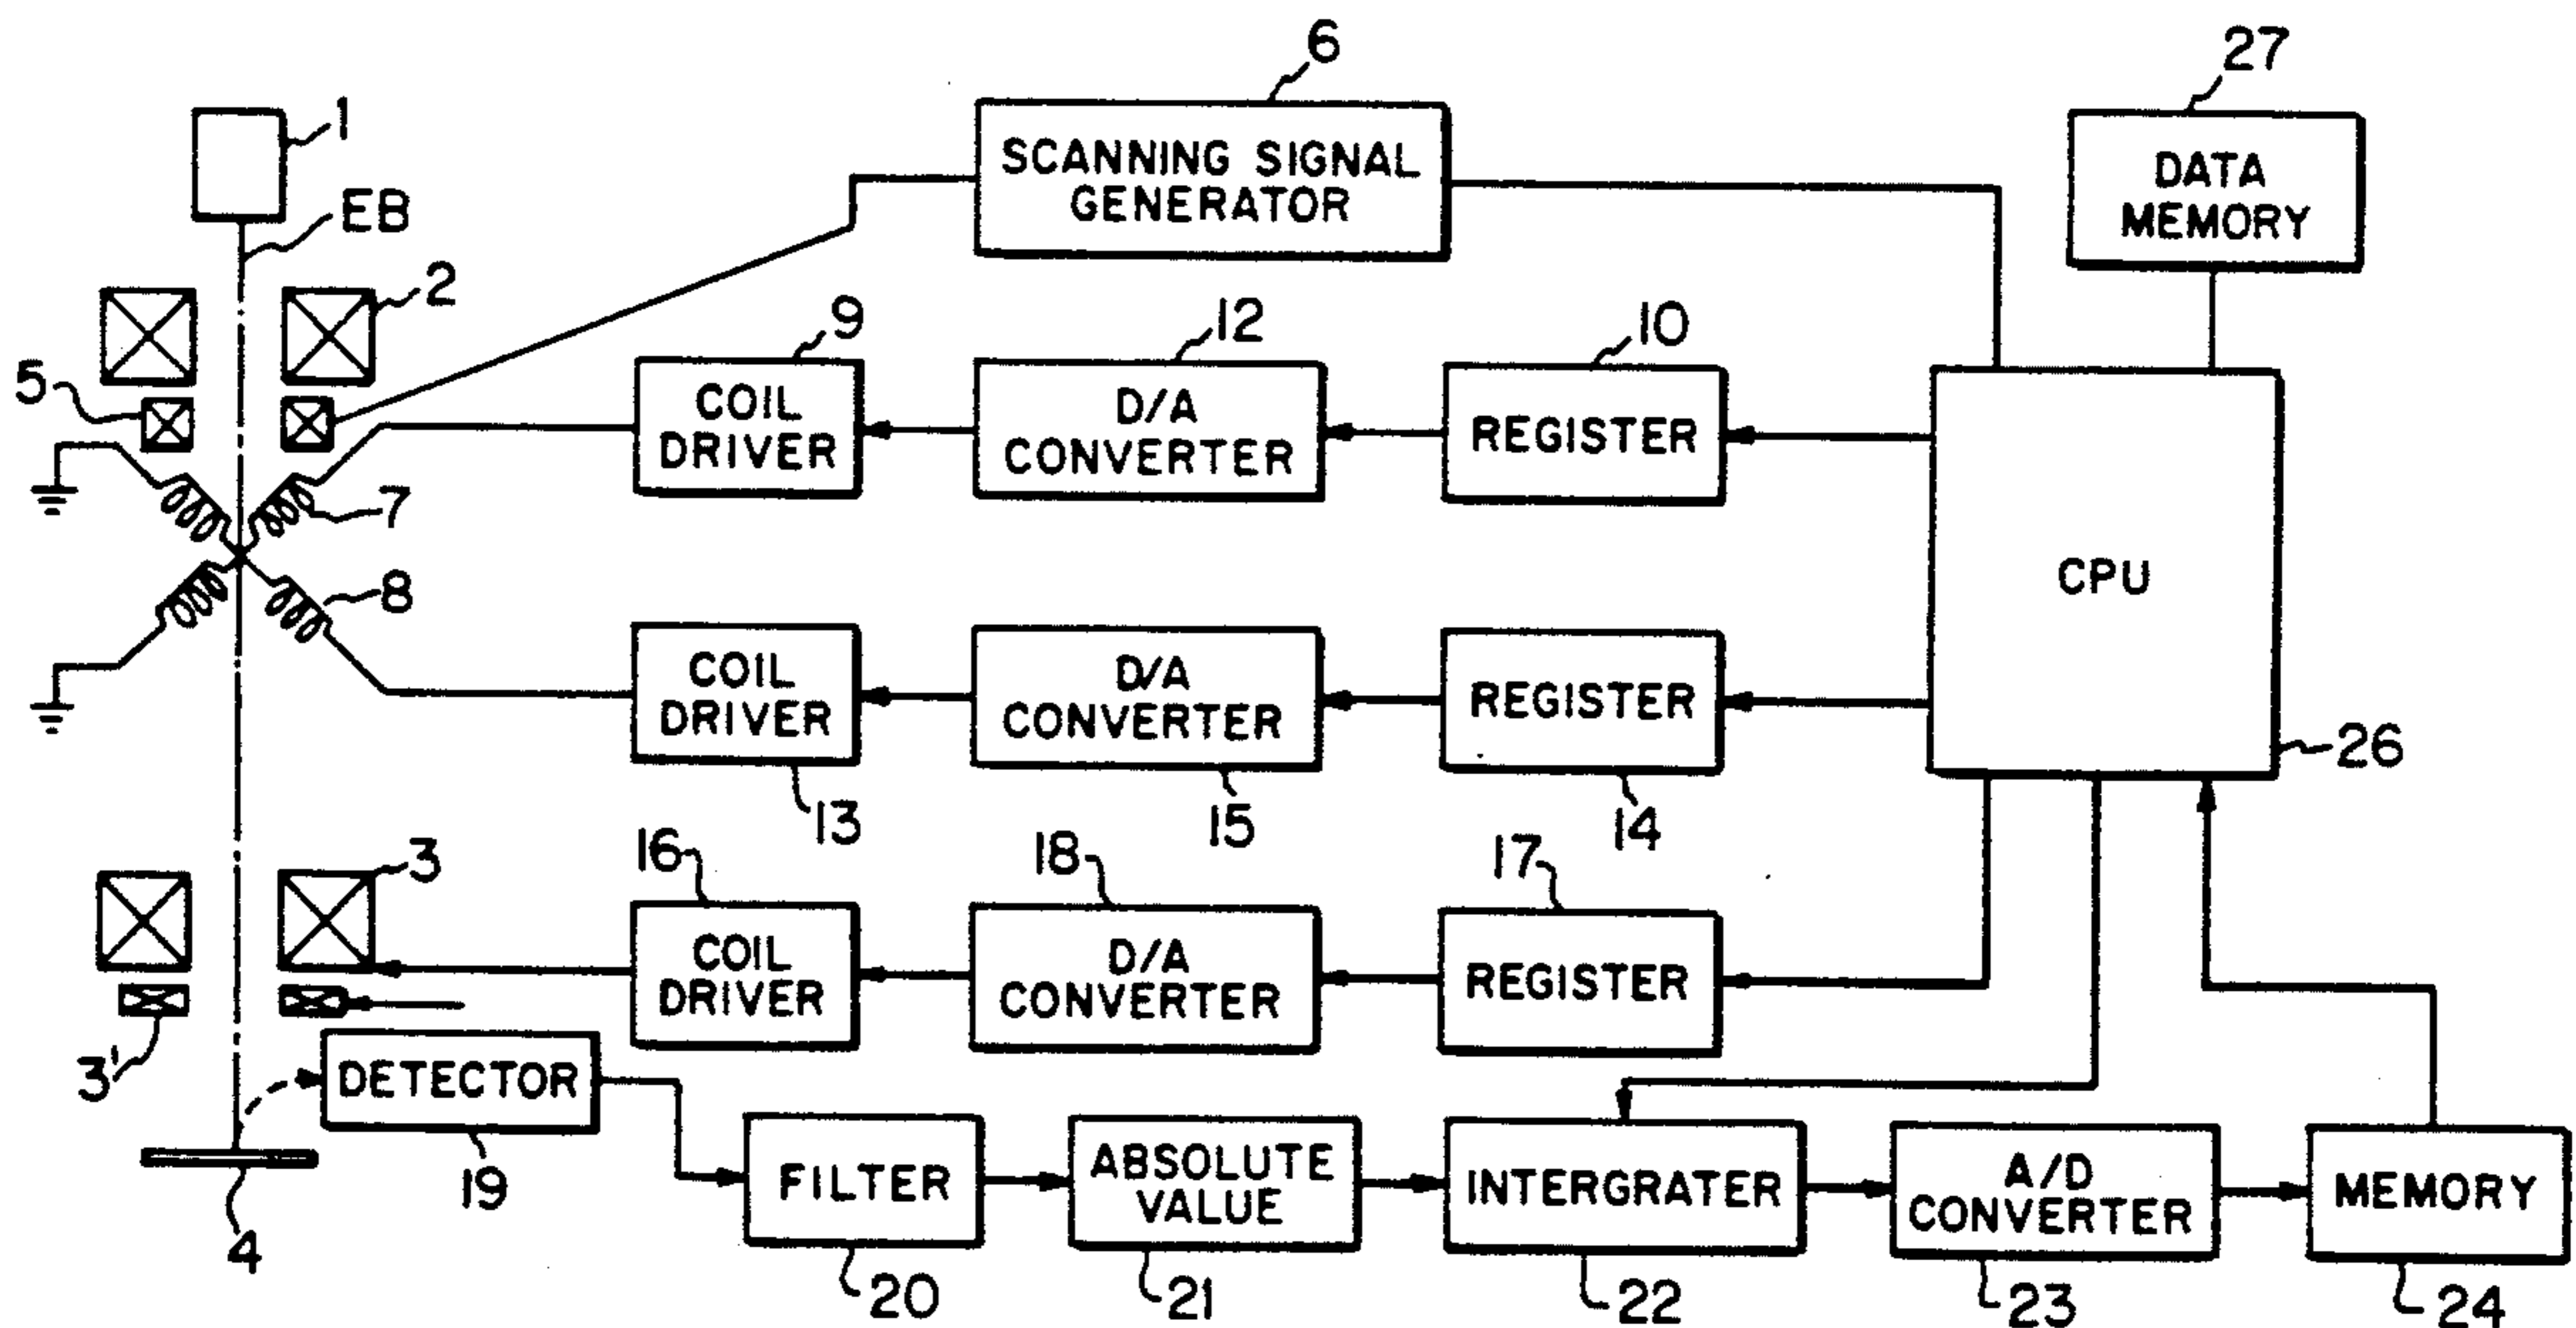 6
27
1
SCANNING SIGNAL
GENERATOR
DATA
MEMORY
EB
2
9
12
10
5
COIL
DRIVER
D/A
CONVERTER
REGISTER
7
CPU
8
COIL
DRIVER
D/A
CONVERTER
REGISTER
26
13
15
14
3
16
18
17
COIL
DRIVER
D/A
CONVERTER
REGISTER
3'
DETECTOR
19
FILTER
ABSOLUTE
VALUE
INTERGRATER
A/D
CONVERTER
MEMORY
4
20
21
22
23
24